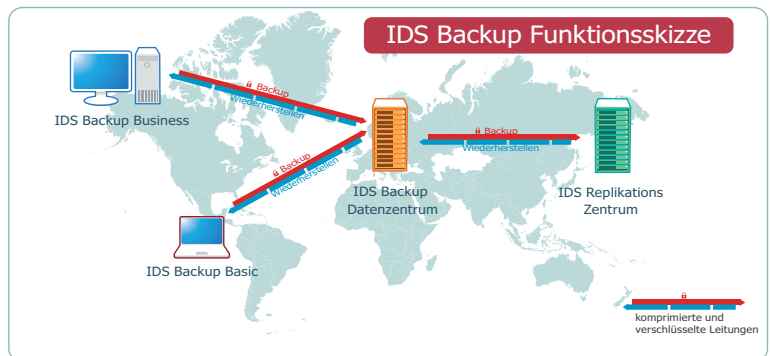 IDS Backup Funktionsskizze
Backup
Wiederherstellen
IDS Backup Business
Backup
Wiederherstellen
Backup
Wiederherstellen
IDS Backup
Datenzentrum
IDS Replikations
Zentrum
IDS Backup Basic
komprimierte und
verschlüsselte Leitungen